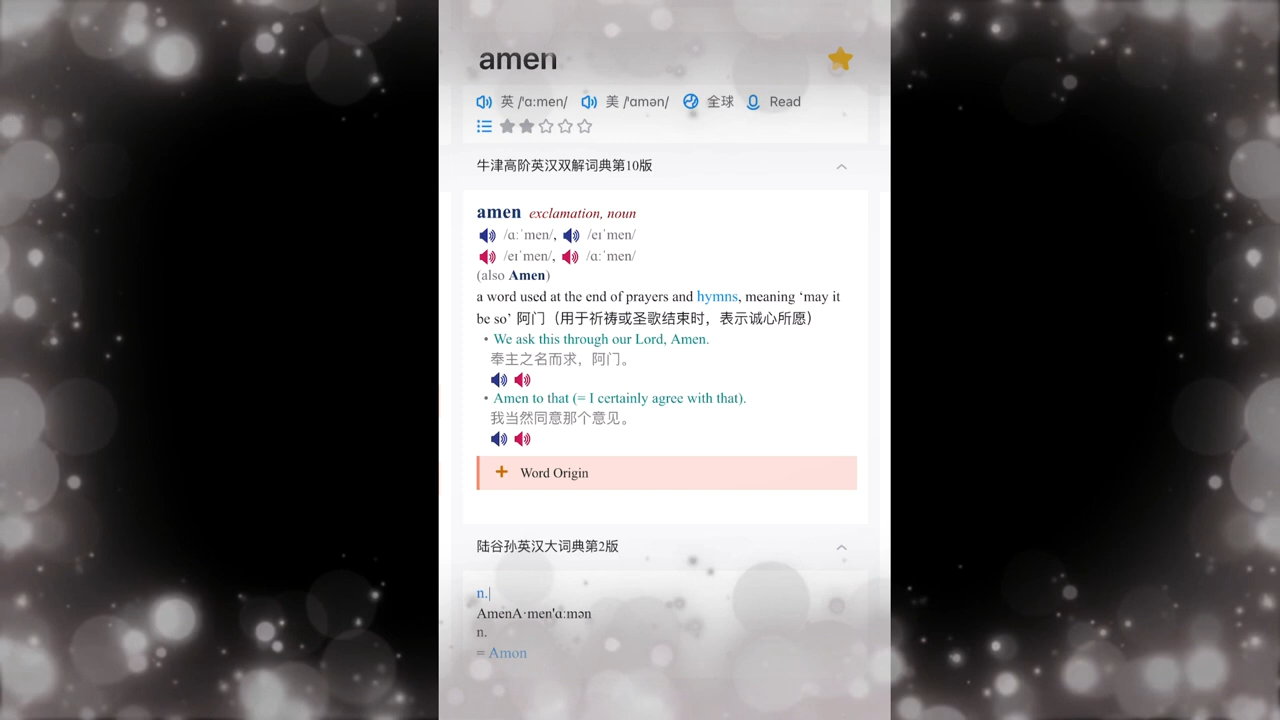 amen
英 /'ɑ:men/ 美 /'ɑmən/ 全球 Read
牛津高阶英汉双解词典第10版
amen exclamation, noun
/ɑːˈmen/, /eɪˈmen/
/eɪˈmen/, /ɑːˈmen/
(also Amen)
a word used at the end of prayers and hymns, meaning ‘may it
be so’ 阿门（用于祈祷或圣歌结束时，表示诚心所愿）
• We ask this through our Lord, Amen.
奉主之名而求，阿门。
• Amen to that (= I certainly agree with that).
我当然同意那个意见。
+ Word Origin
陆谷孙英汉大词典第2版
n.|
AmenA·men'ɑ:mən
n.
= Amon